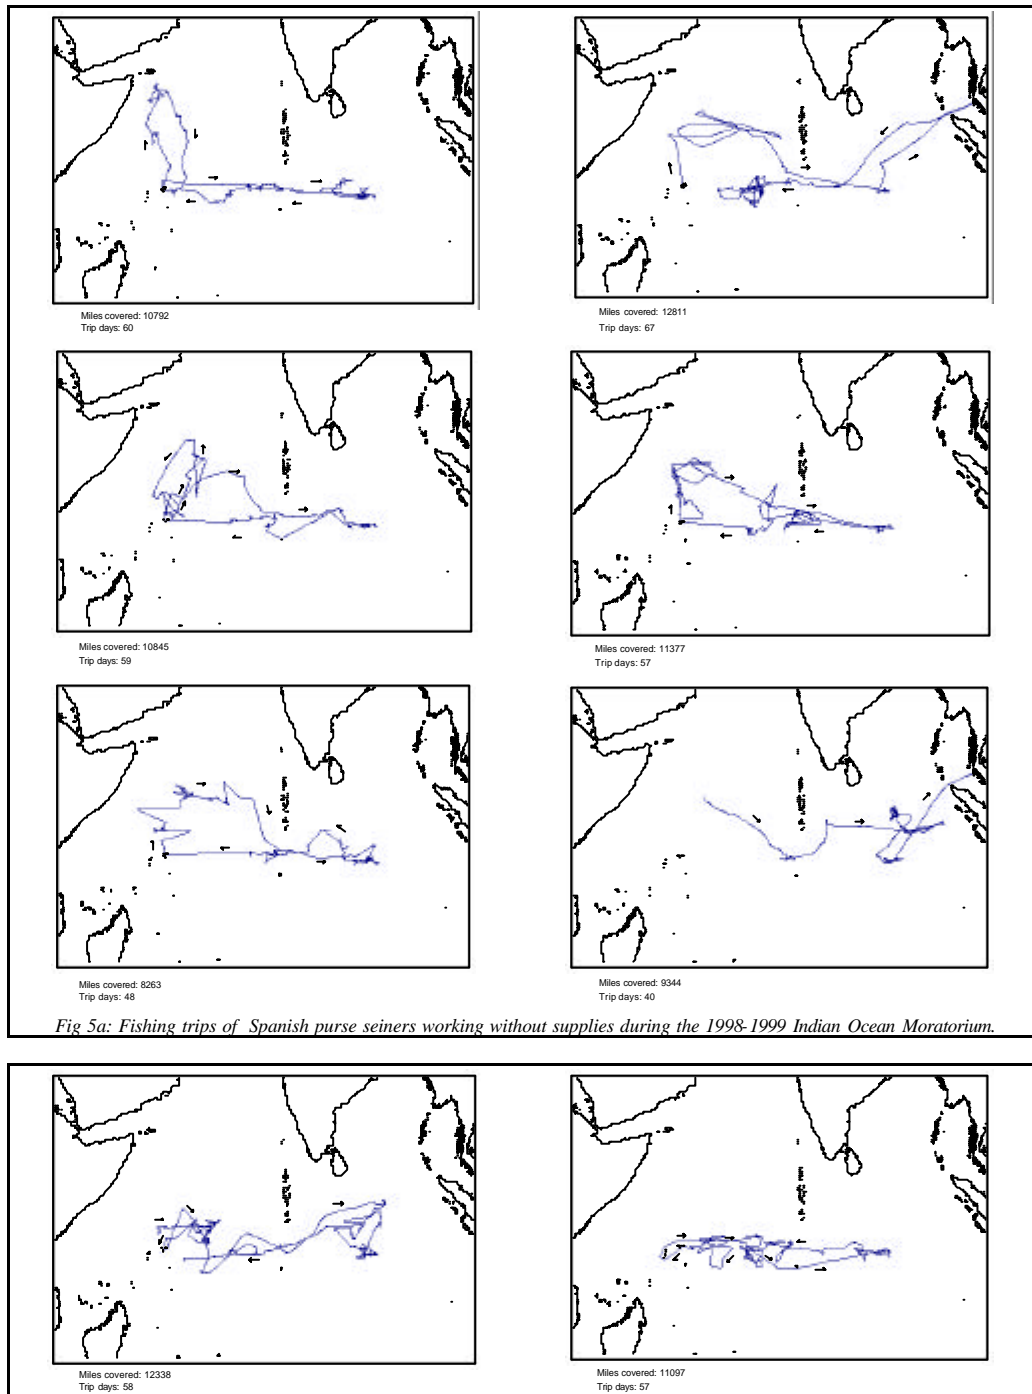 Miles covered: 10792
Trip days: 60
Miles covered: 12811
Trip days: 67
Miles covered: 10845
Trip days: 59
Miles covered: 11377
Trip days: 57
Miles covered: 8263
Trip days: 48
Miles covered: 9344
Trip days: 40
Fig 5a: Fishing trips of Spanish purse seiners working without supplies during the 1998-1999 Indian Ocean Moratorium.
Miles covered: 12338
Trip days: 58
Miles covered: 11097
Trip days: 57